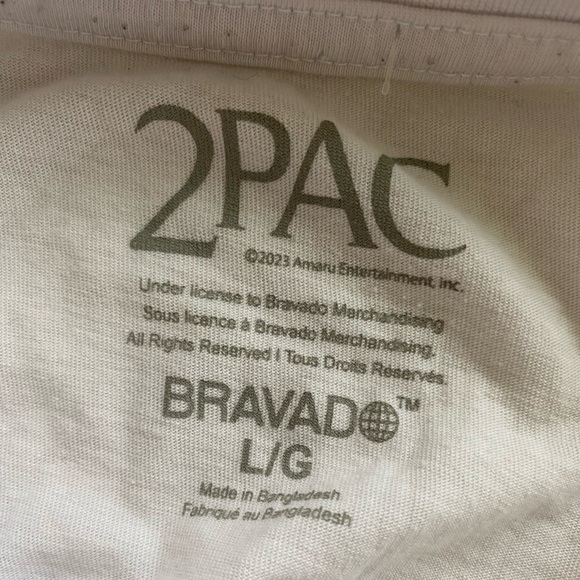 2PAC
©2023 Amaru Entertainment, Inc.
Under license to Bravado Merchandising
Sous licence à Bravado Merchandising.
All Rights Reserved | Tous Droits Reservés.
BRAVADO™
L/G
Made in Bangladesh
Fabriqué au Bangladesh